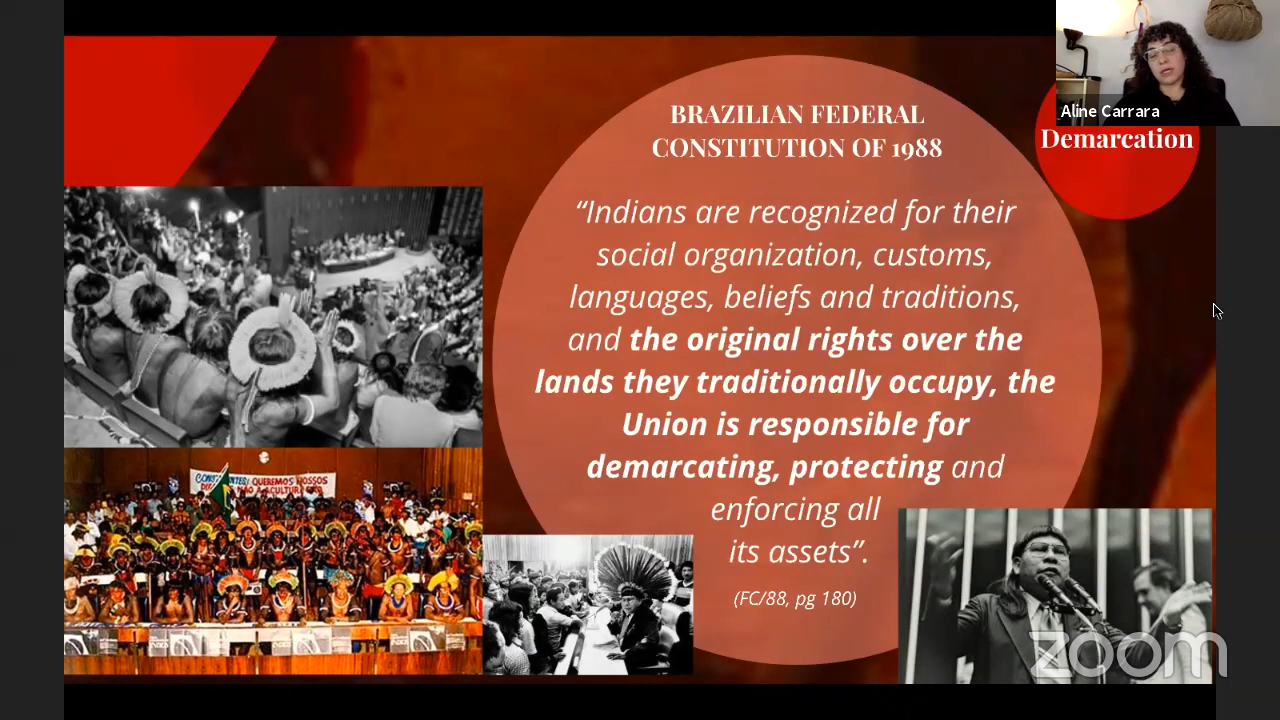 Aline Carrara
Demarcation
BRAZILIAN FEDERAL
CONSTITUTION OF 1988
“Indians are recognized for their
social organization, customs,
languages, beliefs and traditions,
and the original rights over the
lands they traditionally occupy, the
Union is responsible for
demarcating, protecting and
enforcing all
its assets”.
(FC/88, pg 180)
QUEREMOS NOSSOS
zoom